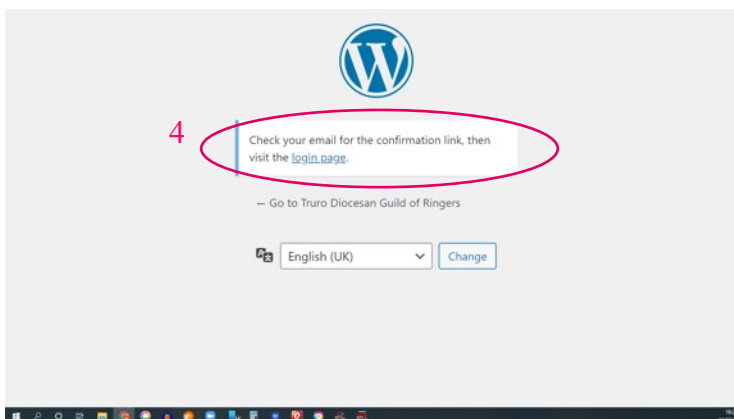 4
Check your email for the confirmation link, then
visit the login page.
← Go to Truro Diocesan Guild of Ringers
English (UK)
Change